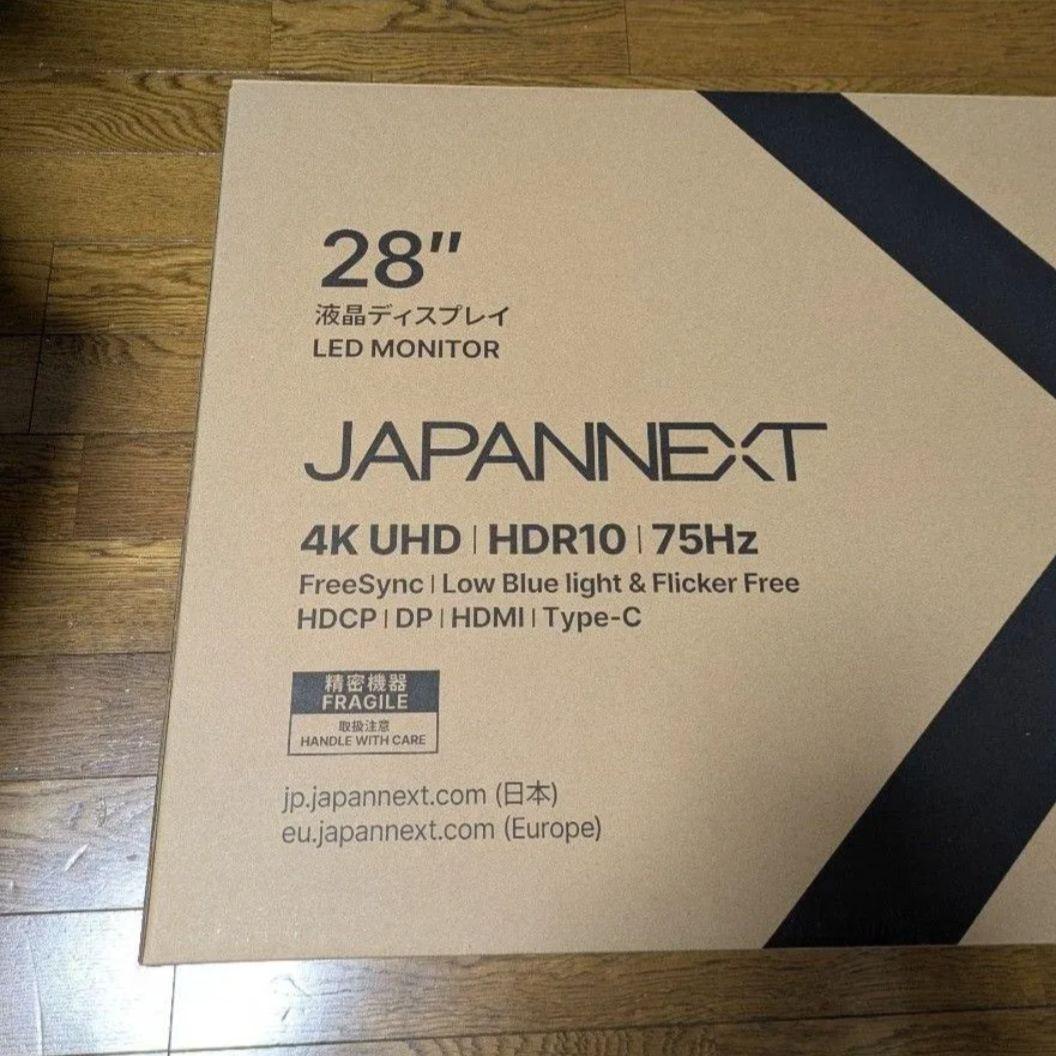 28"
液晶ディスプレイ
LED MONITOR
JAPANNEXT
4K UHD | HDR10 | 75Hz
FreeSync | Low Blue light & Flicker Free
HDCP | DP | HDMI | Type-C
精密機器
FRAGILE
取扱注意
HANDLE WITH CARE
jp.japannext.com (日本)
eu.japannext.com (Europe)